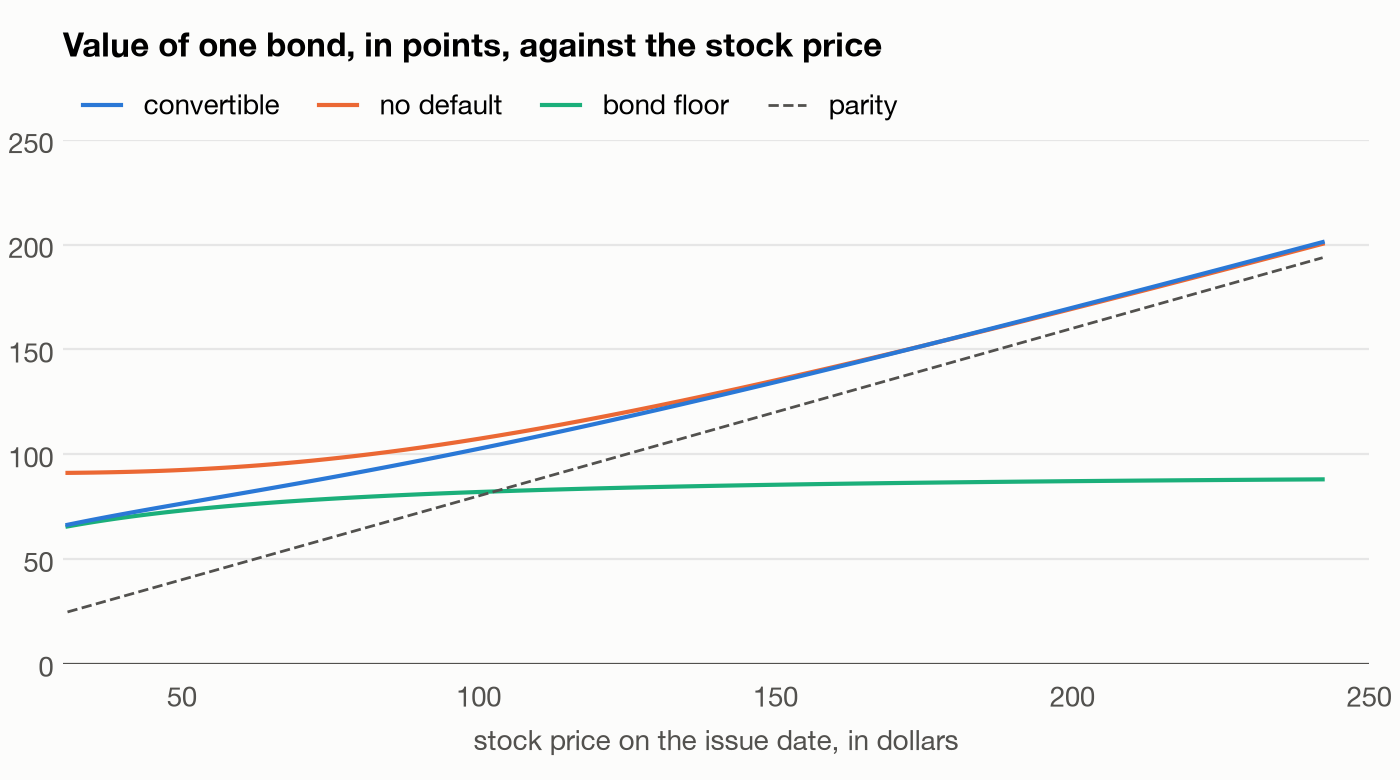 Value of one bond, in points, against the stock price
convertible no default bond floor parity
250
200
150
100
50
0
50 100 150 200 250
stock price on the issue date, in dollars